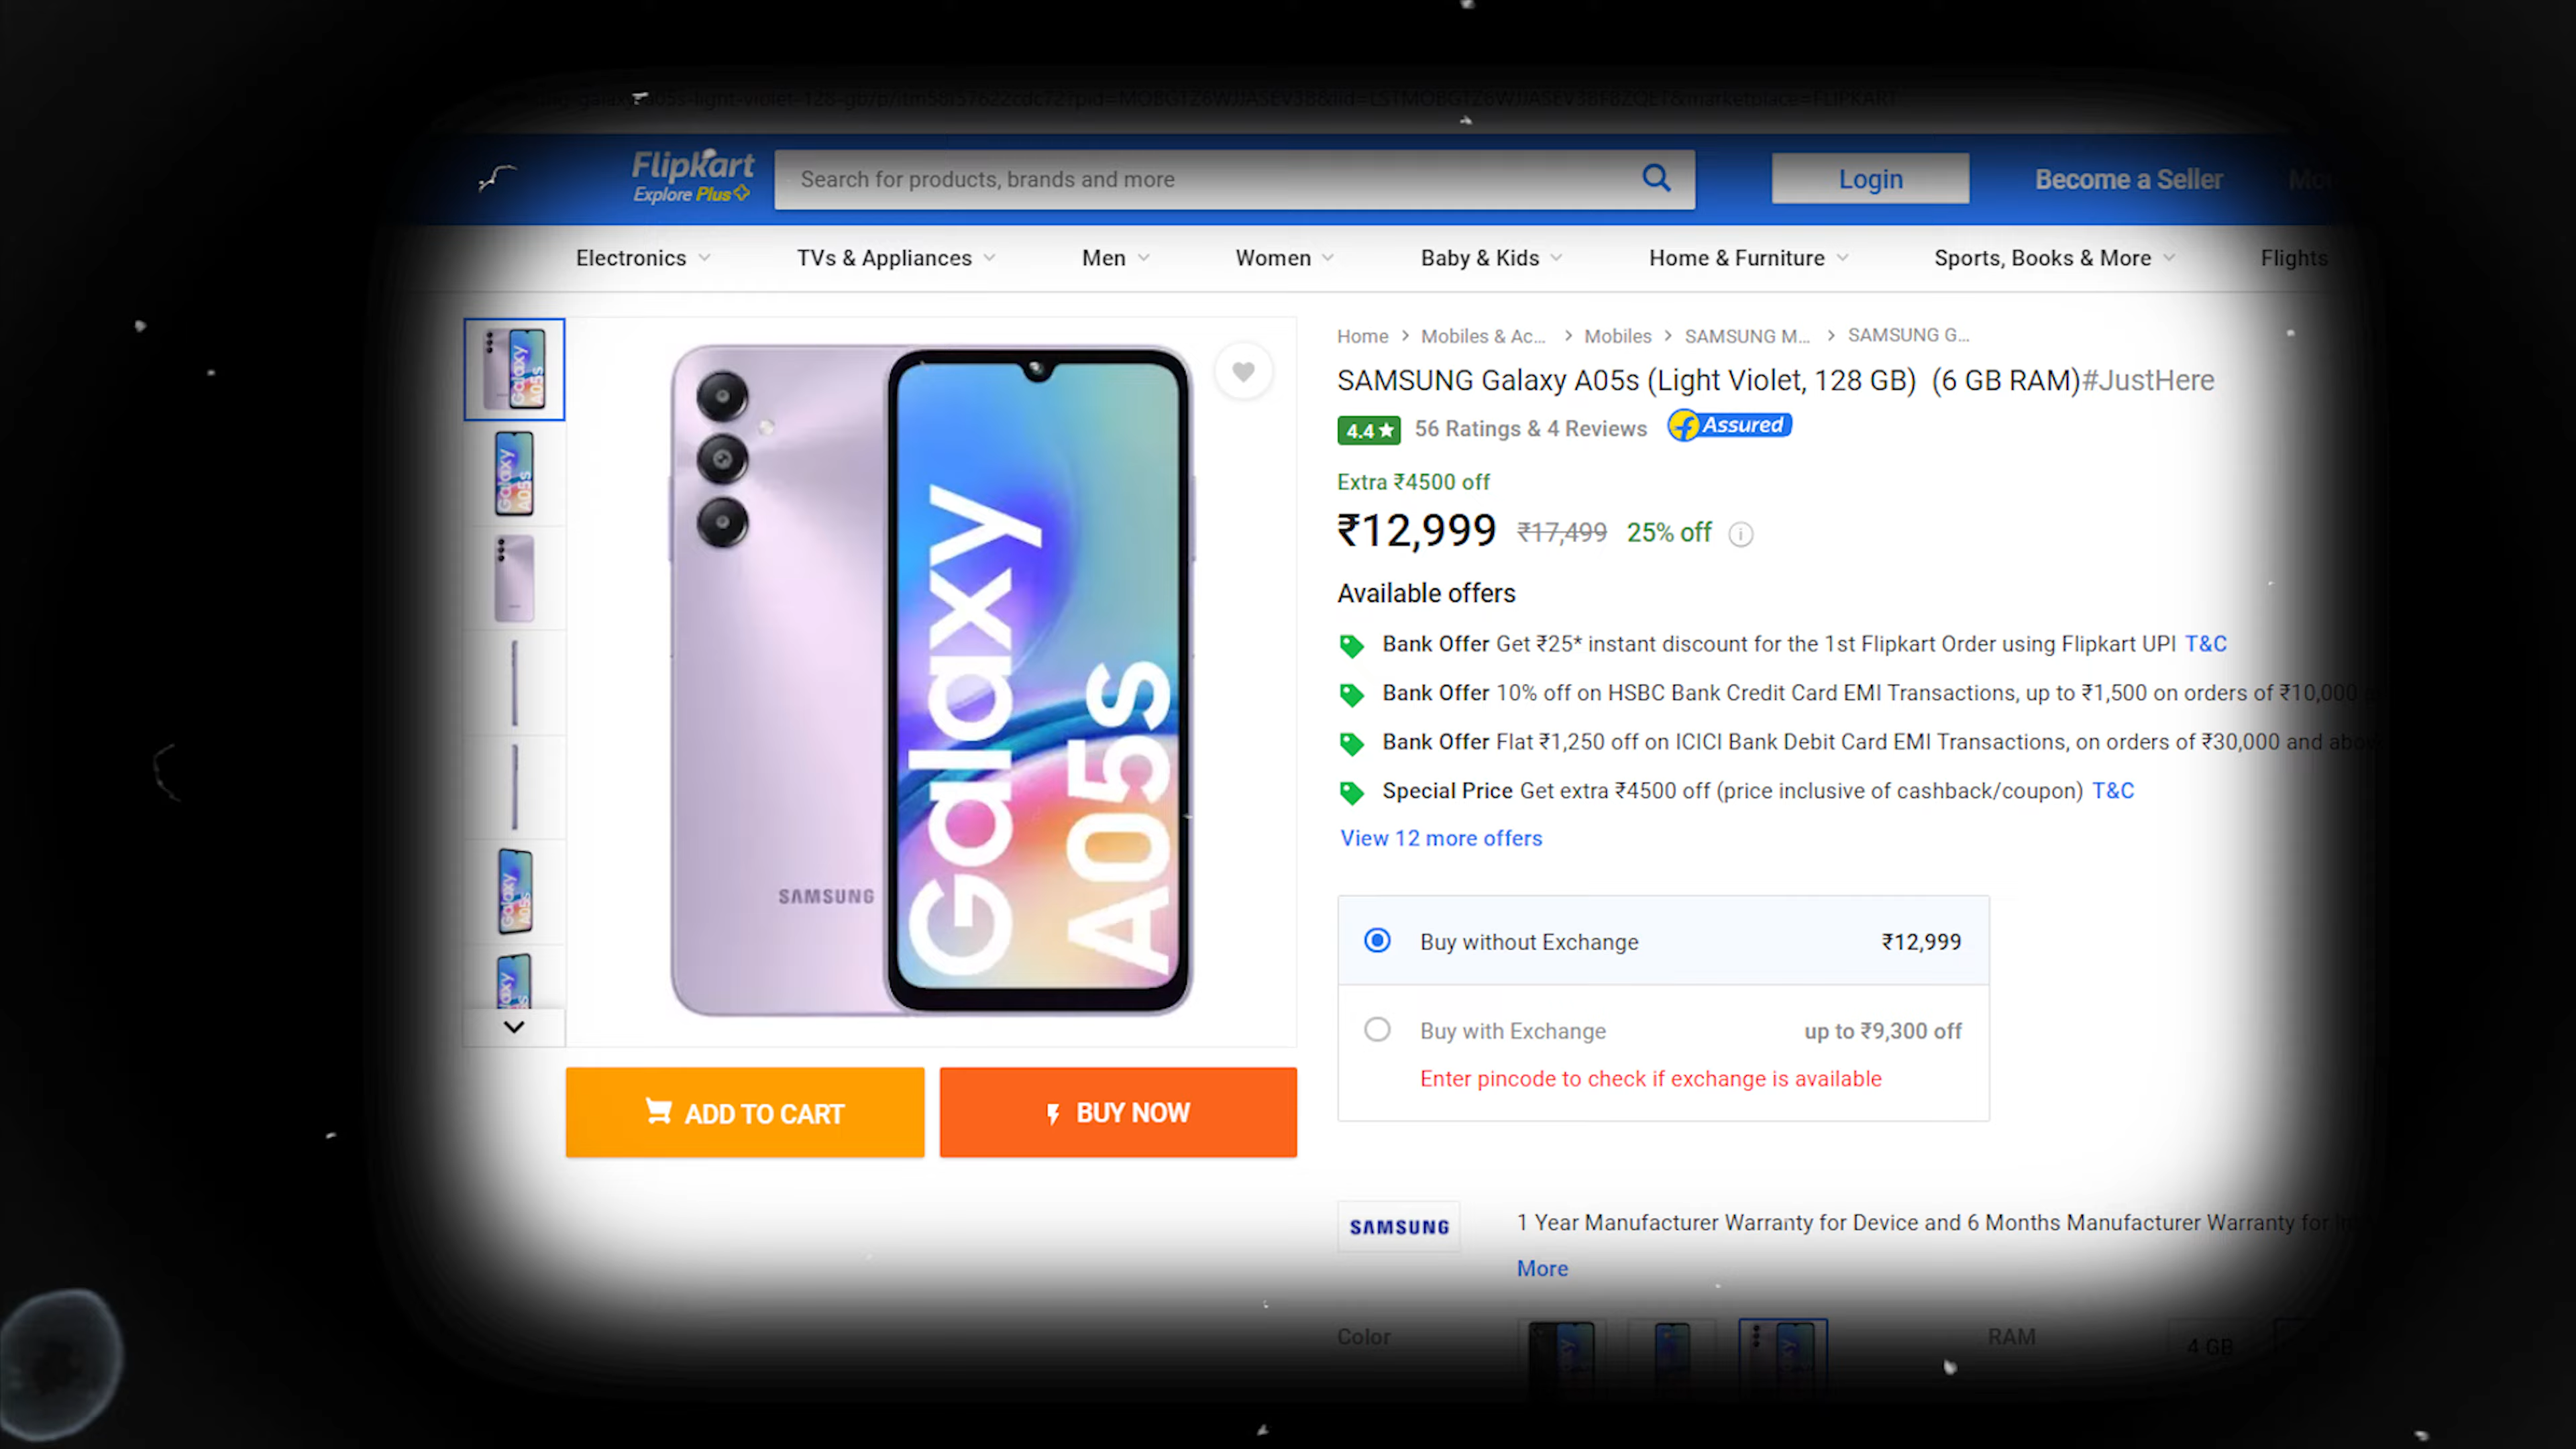 Flipkart
Explore Plus
Search for products, brands and more
Login
Become a Seller
Electronics
TVs & Appliances
Men
Women
Baby & Kids
Home & Furniture
Sports, Books & More
Flights
Home > Mobiles & Ac... > Mobiles > SAMSUNG M... > SAMSUNG G...
SAMSUNG Galaxy A05s (Light Violet, 128 GB) (6 GB RAM)#JustHere
4.4★ 56 Ratings & 4 Reviews Assured
Extra ₹4500 off
₹12,999 ₹17,499 25% off
Available offers
Bank Offer Get ₹25* instant discount for the 1st Flipkart Order using Flipkart UPI T&C
Bank Offer 10% off on HSBC Bank Credit Card EMI Transactions, up to ₹1,500 on orders of ₹10,000
Bank Offer Flat ₹1,250 off on ICICI Bank Debit Card EMI Transactions, on orders of ₹30,000 and
Special Price Get extra ₹4500 off (price inclusive of cashback/coupon) T&C
View 12 more offers
Buy without Exchange ₹12,999
Buy with Exchange up to ₹9,300 off
Enter pincode to check if exchange is available
Galaxy
A05s
SAMSUNG
ADD TO CART
BUY NOW
SAMSUNG
1 Year Manufacturer Warranty for Device and 6 Months Manufacturer Warranty for
More
Color
RAM
4 GB